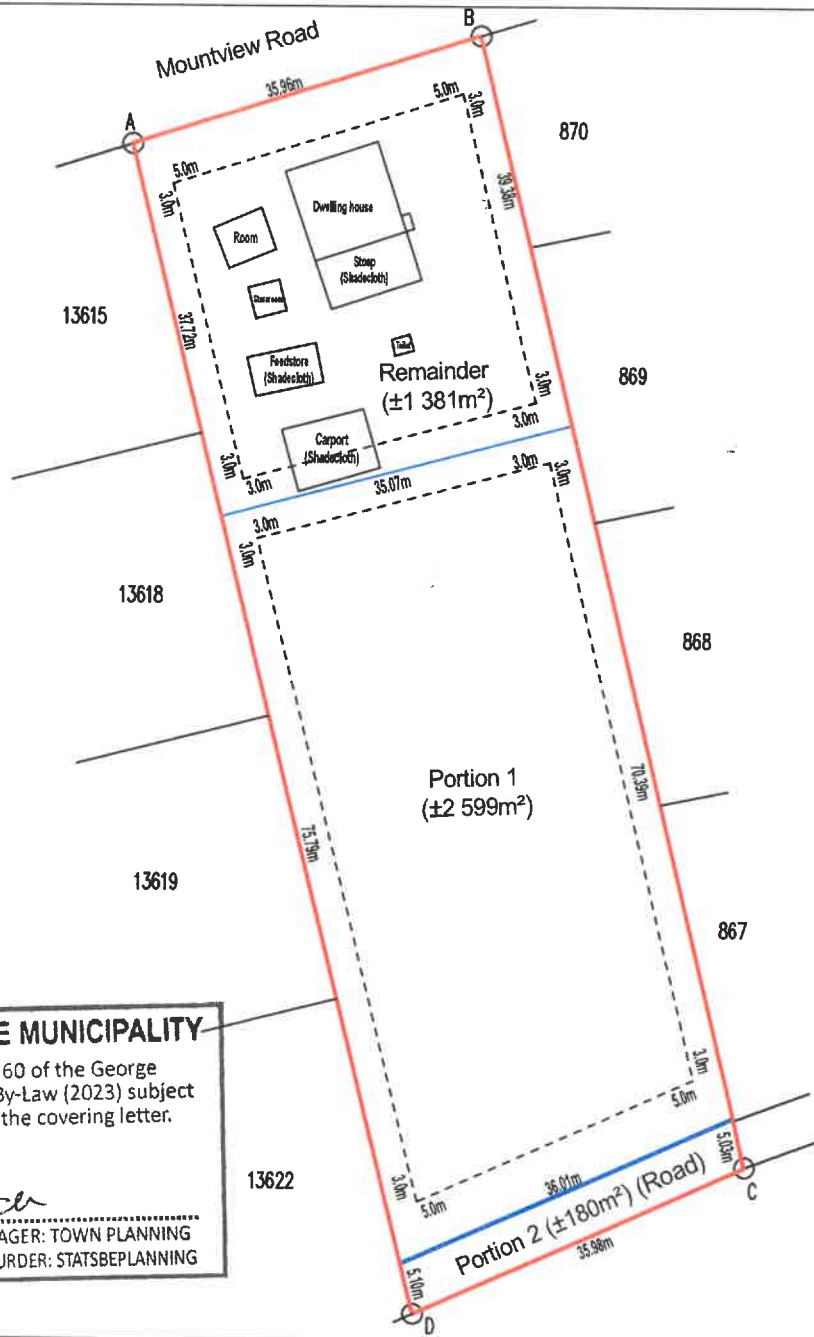 B
Mountview Road
35.96m
A
5.0m
3.0m
870
5.0m
3.0m
39.38m
Dwelling house
Room
Stoep
(Shadecloth)
Storeroom
13615
37.72m
Feedstore
(Shadecloth)
Remainder
(±1 381m²)
869
3.0m
3.0m
Carport
(Shadecloth)
3.0m
3.0m
35.07m
3.0m
3.0m
3.0m
3.0m
13618
868
Portion 1
(±2 599m²)
70.39m
75.79m
13619
867
E MUNICIPALITY
60 of the George
By-Law (2023) subject
the covering letter.
AGER: TOWN PLANNING
URDER: STATSBEPLANNING
13622
3.0m
5.0m
3.0m
5.0m
36.01m
5.03m
Portion 2 (±180m²) (Road)
C
35.98m
5.10m
D